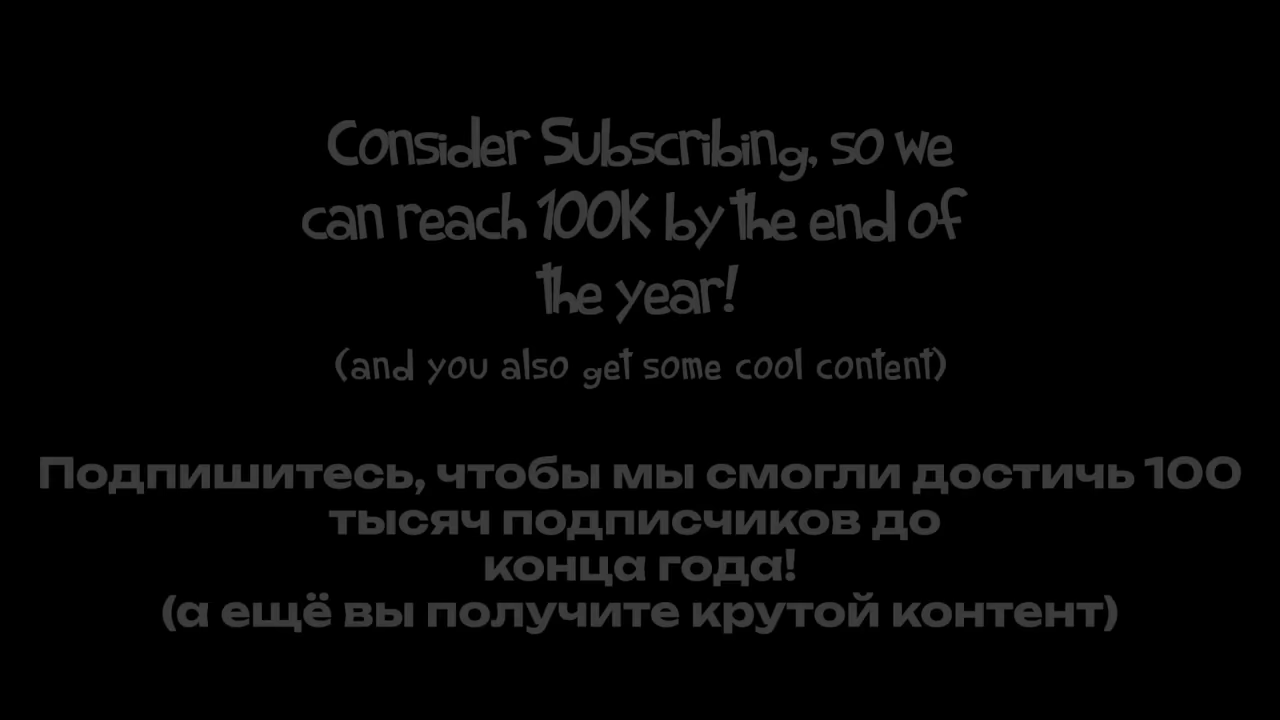 Consider Subscribing, so we
can reach 100K by the end of
the year!
(and you also get some cool content)
Подпишитесь, чтобы мы смогли достичь 100
тысяч подписчиков до
конца года!
(а ещё вы получите крутой контент)